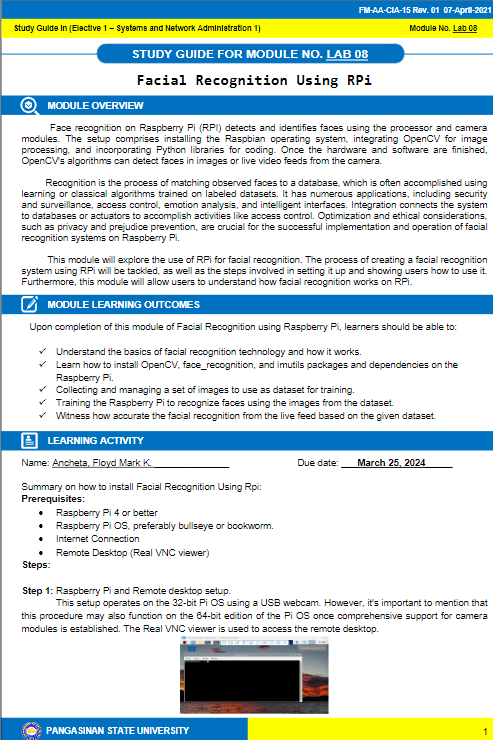 FM-AA-CIA-15 Rev. 01 07-April-2021
Study Guide in (Elective 1 – Systems and Network Administration 1) Module No. Lab 08
STUDY GUIDE FOR MODULE NO. LAB 08
Facial Recognition Using RPi
MODULE OVERVIEW
Face recognition on Raspberry Pi (RPI) detects and identifies faces using the processor and camera
modules. The setup comprises installing the Raspbian operating system, integrating OpenCV for image
processing, and incorporating Python libraries for coding. Once the hardware and software are finished,
OpenCV's algorithms can detect faces in images or live video feeds from the camera.
Recognition is the process of matching observed faces to a database, which is often accomplished using
learning or classical algorithms trained on labeled datasets. It has numerous applications, including security
and surveillance, access control, emotion analysis, and intelligent interfaces. Integration connects the system
to databases or actuators to accomplish activities like access control. Optimization and ethical considerations,
such as privacy and prejudice prevention, are crucial for the successful implementation and operation of facial
recognition systems on Raspberry Pi.
This module will explore the use of RPi for facial recognition. The process of creating a facial recognition
system using RPi will be tackled, as well as the steps involved in setting it up and showing users how to use it.
Furthermore, this module will allow users to understand how facial recognition works on RPi.
MODULE LEARNING OUTCOMES
Upon completion of this module of Facial Recognition using Raspberry Pi, learners should be able to:
✓ Understand the basics of facial recognition technology and how it works.
✓ Learn how to install OpenCV, face_recognition, and imutils packages and dependencies on the
Raspberry Pi.
✓ Collecting and managing a set of images to use as dataset for training.
✓ Training the Raspberry Pi to recognize faces using the images from the dataset.
✓ Witness how accurate the facial recognition from the live feed based on the given dataset.
LEARNING ACTIVITY
Name: Ancheta, Floyd Mark K. Due date: March 25, 2024
Summary on how to install Facial Recognition Using Rpi:
Prerequisites:
• Raspberry Pi 4 or better
• Raspberry Pi OS, preferably bullseye or bookworm.
• Internet Connection
• Remote Desktop (Real VNC viewer)
Steps:
Step 1: Raspberry Pi and Remote desktop setup.
This setup operates on the 32-bit Pi OS using a USB webcam. However, it's important to mention that
this procedure may also function on the 64-bit edition of the Pi OS once comprehensive support for camera
modules is established. The Real VNC viewer is used to access the remote desktop.
PANGASINAN STATE UNIVERSITY 1